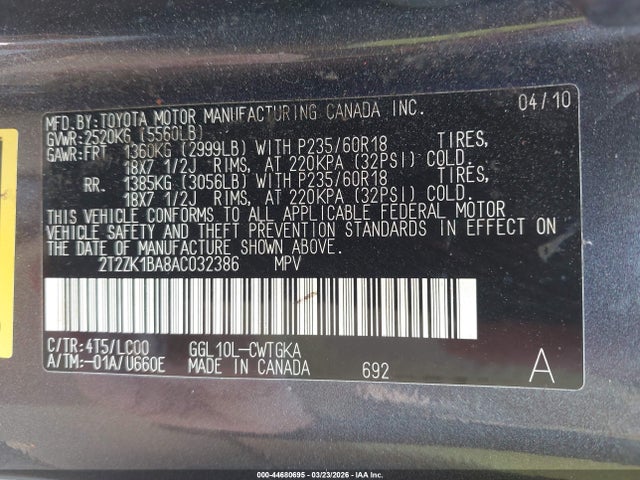 MFD.BY:TOYOTA MOTOR MANUFACTURING CANADA INC. 04/10
GVWR:2520KG (5560LB)
GAWR:FRT 1360KG (2999LB) WITH P235/60R18 TIRES,
18X7 1/2J RIMS, AT 220KPA (32PSI) COLD.
RR. 1385KG (3056LB) WITH P235/60R18 TIRES,
18X7 1/2J RIMS, AT 220KPA (32PSI) COLD.
THIS VEHICLE CONFORMS TO ALL APPLICABLE FEDERAL MOTOR
VEHICLE SAFETY AND THEFT PREVENTION STANDARDS IN EFFECT ON
THE DATE OF MANUFACTURE SHOWN ABOVE.
2T2ZK1BA8AC032386 MPV
C/TR:4T5/LC00 GGL10L-CWTGKA
A/TM:-01A/U660E MADE IN CANADA 692 A
000-44680695 - 03/23/2026 - IAA Inc.